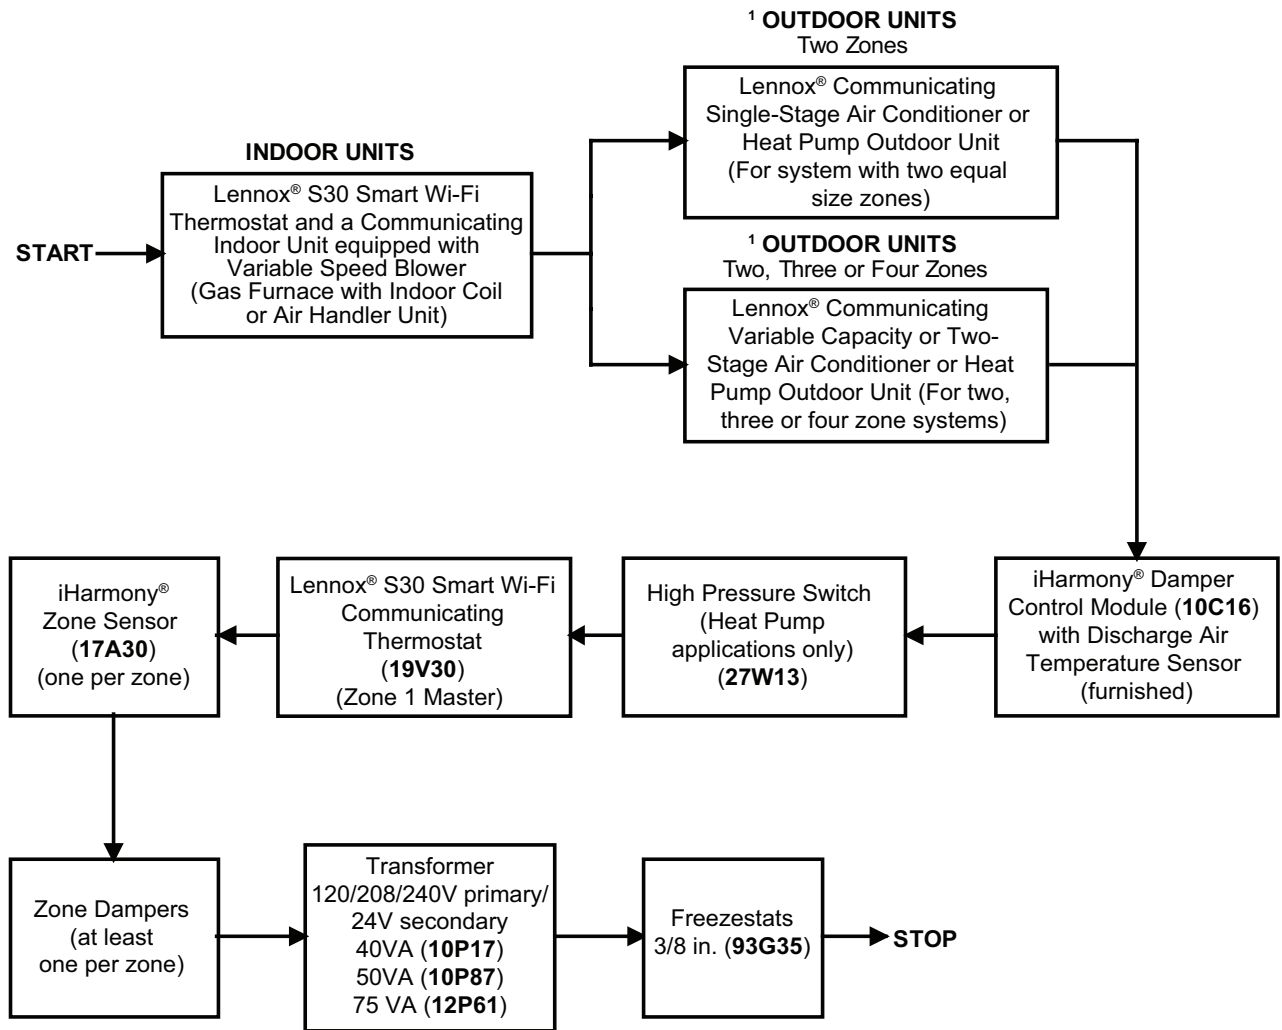 ¹ OUTDOOR UNITS
Two Zones
Lennox® Communicating
Single-Stage Air Conditioner or
Heat Pump Outdoor Unit
(For system with two equal
size zones)
INDOOR UNITS
Lennox® S30 Smart Wi-Fi
Thermostat and a Communicating
Indoor Unit equipped with
Variable Speed Blower
(Gas Furnace with Indoor Coil
or Air Handler Unit)
START
¹ OUTDOOR UNITS
Two, Three or Four Zones
Lennox® Communicating
Variable Capacity or Two-
Stage Air Conditioner or Heat
Pump Outdoor Unit (For two,
three or four zone systems)
iHarmony® Damper
Control Module (10C16)
with Discharge Air
Temperature Sensor
(furnished)
High Pressure Switch
(Heat Pump
applications only)
(27W13)
Lennox® S30 Smart Wi-Fi
Communicating
Thermostat
(19V30)
(Zone 1 Master)
iHarmony®
Zone Sensor
(17A30)
(one per zone)
Zone Dampers
(at least
one per zone)
Transformer
120/208/240V primary/
24V secondary
40VA (10P17)
50VA (10P87)
75 VA (12P61)
Freezestats
3/8 in. (93G35)
STOP